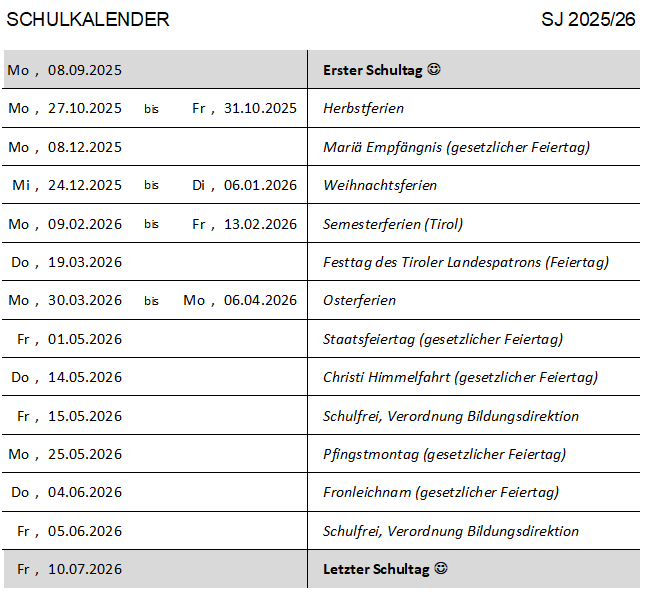 SCHULKALENDER SJ 2025/26
Mo , 08.09.2025 Erster Schultag ☺
Mo , 27.10.2025 bis Fr , 31.10.2025 Herbstferien
Mo , 08.12.2025 Mariä Empfängnis (gesetzlicher Feiertag)
Mi , 24.12.2025 bis Di , 06.01.2026 Weihnachtsferien
Mo , 09.02.2026 bis Fr , 13.02.2026 Semesterferien (Tirol)
Do , 19.03.2026 Festtag des Tiroler Landespatrons (Feiertag)
Mo , 30.03.2026 bis Mo , 06.04.2026 Osterferien
Fr , 01.05.2026 Staatsfeiertag (gesetzlicher Feiertag)
Do , 14.05.2026 Christi Himmelfahrt (gesetzlicher Feiertag)
Fr , 15.05.2026 Schulfrei, Verordnung Bildungsdirektion
Mo , 25.05.2026 Pfingstmontag (gesetzlicher Feiertag)
Do , 04.06.2026 Fronleichnam (gesetzlicher Feiertag)
Fr , 05.06.2026 Schulfrei, Verordnung Bildungsdirektion
Fr , 10.07.2026 Letzter Schultag ☺